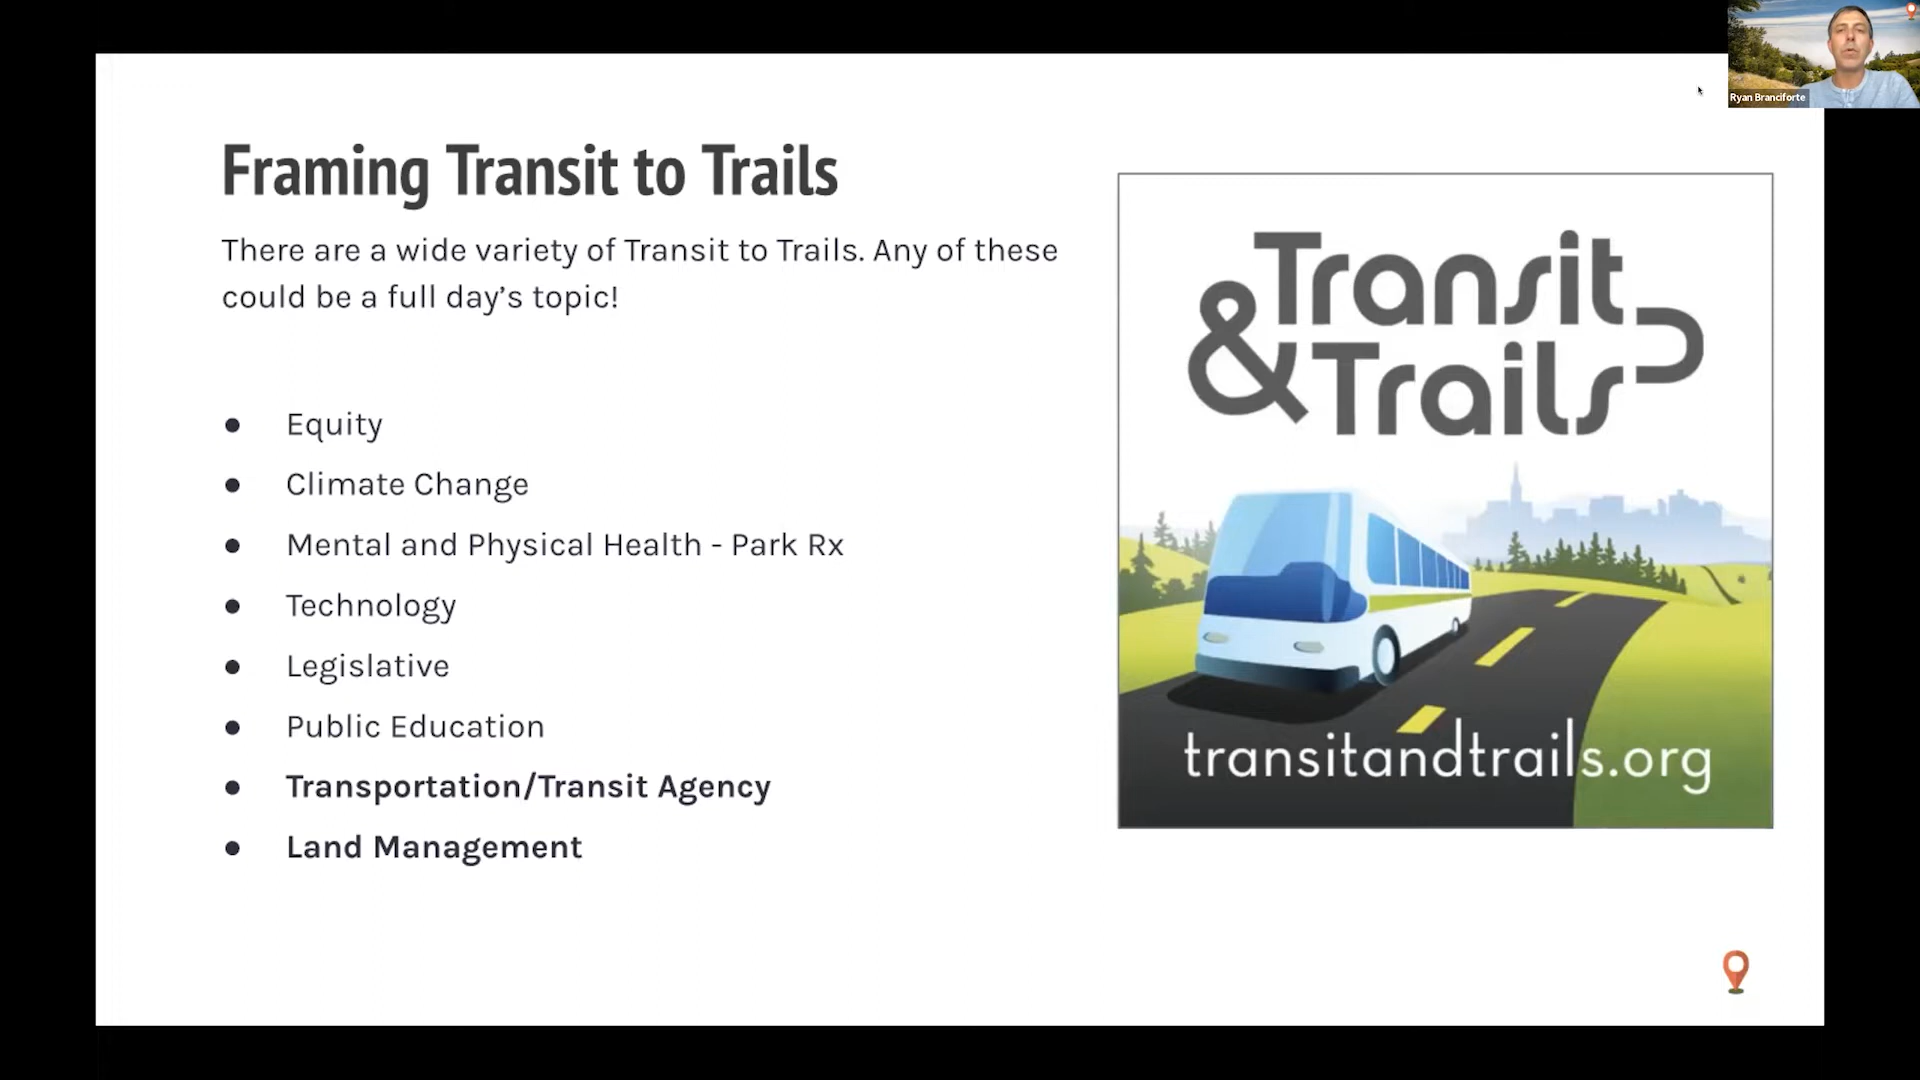 Ryan Branciforte
Framing Transit to Trails
There are a wide variety of Transit to Trails. Any of these
could be a full day’s topic!
● Equity
● Climate Change
● Mental and Physical Health - Park Rx
● Technology
● Legislative
● Public Education
● Transportation/Transit Agency
● Land Management
Transit
& Trails
transitandtrails.org